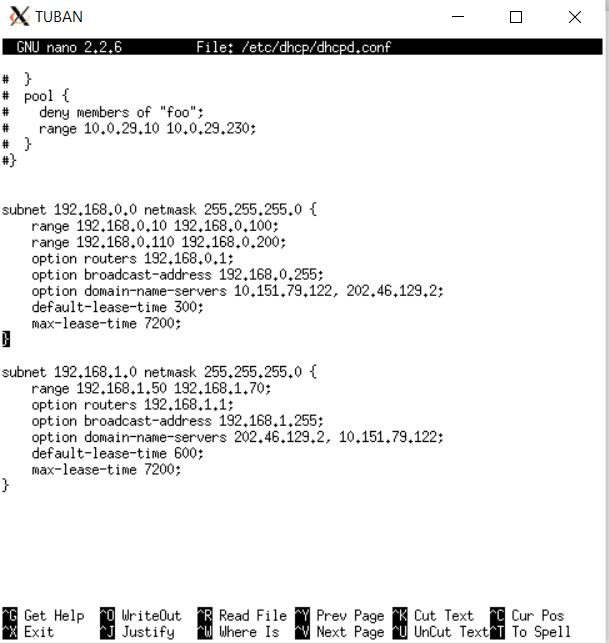 TUBAN
GNU nano 2.2.6 File: /etc/dhcp/dhcpd.conf
#  }
#  pool {
#    deny members of "foo";
#    range 10.0.29.10 10.0.29.230;
#  }
#}
subnet 192.168.0.0 netmask 255.255.255.0 {
    range 192.168.0.10 192.168.0.100;
    range 192.168.0.110 192.168.0.200;
    option routers 192.168.0.1;
    option broadcast-address 192.168.0.255;
    option domain-name-servers 10.151.79.122, 202.46.129.2;
    default-lease-time 300;
    max-lease-time 7200;
}
subnet 192.168.1.0 netmask 255.255.255.0 {
    range 192.168.1.50 192.168.1.70;
    option routers 192.168.1.1;
    option broadcast-address 192.168.1.255;
    option domain-name-servers 202.46.129.2, 10.151.79.122;
    default-lease-time 600;
    max-lease-time 7200;
}
^G Get Help ^O WriteOut ^R Read File ^Y Prev Page ^K Cut Text ^C Cur Pos
^X Exit ^J Justify ^W Where Is ^V Next Page ^U UnCut Text ^T To Spell